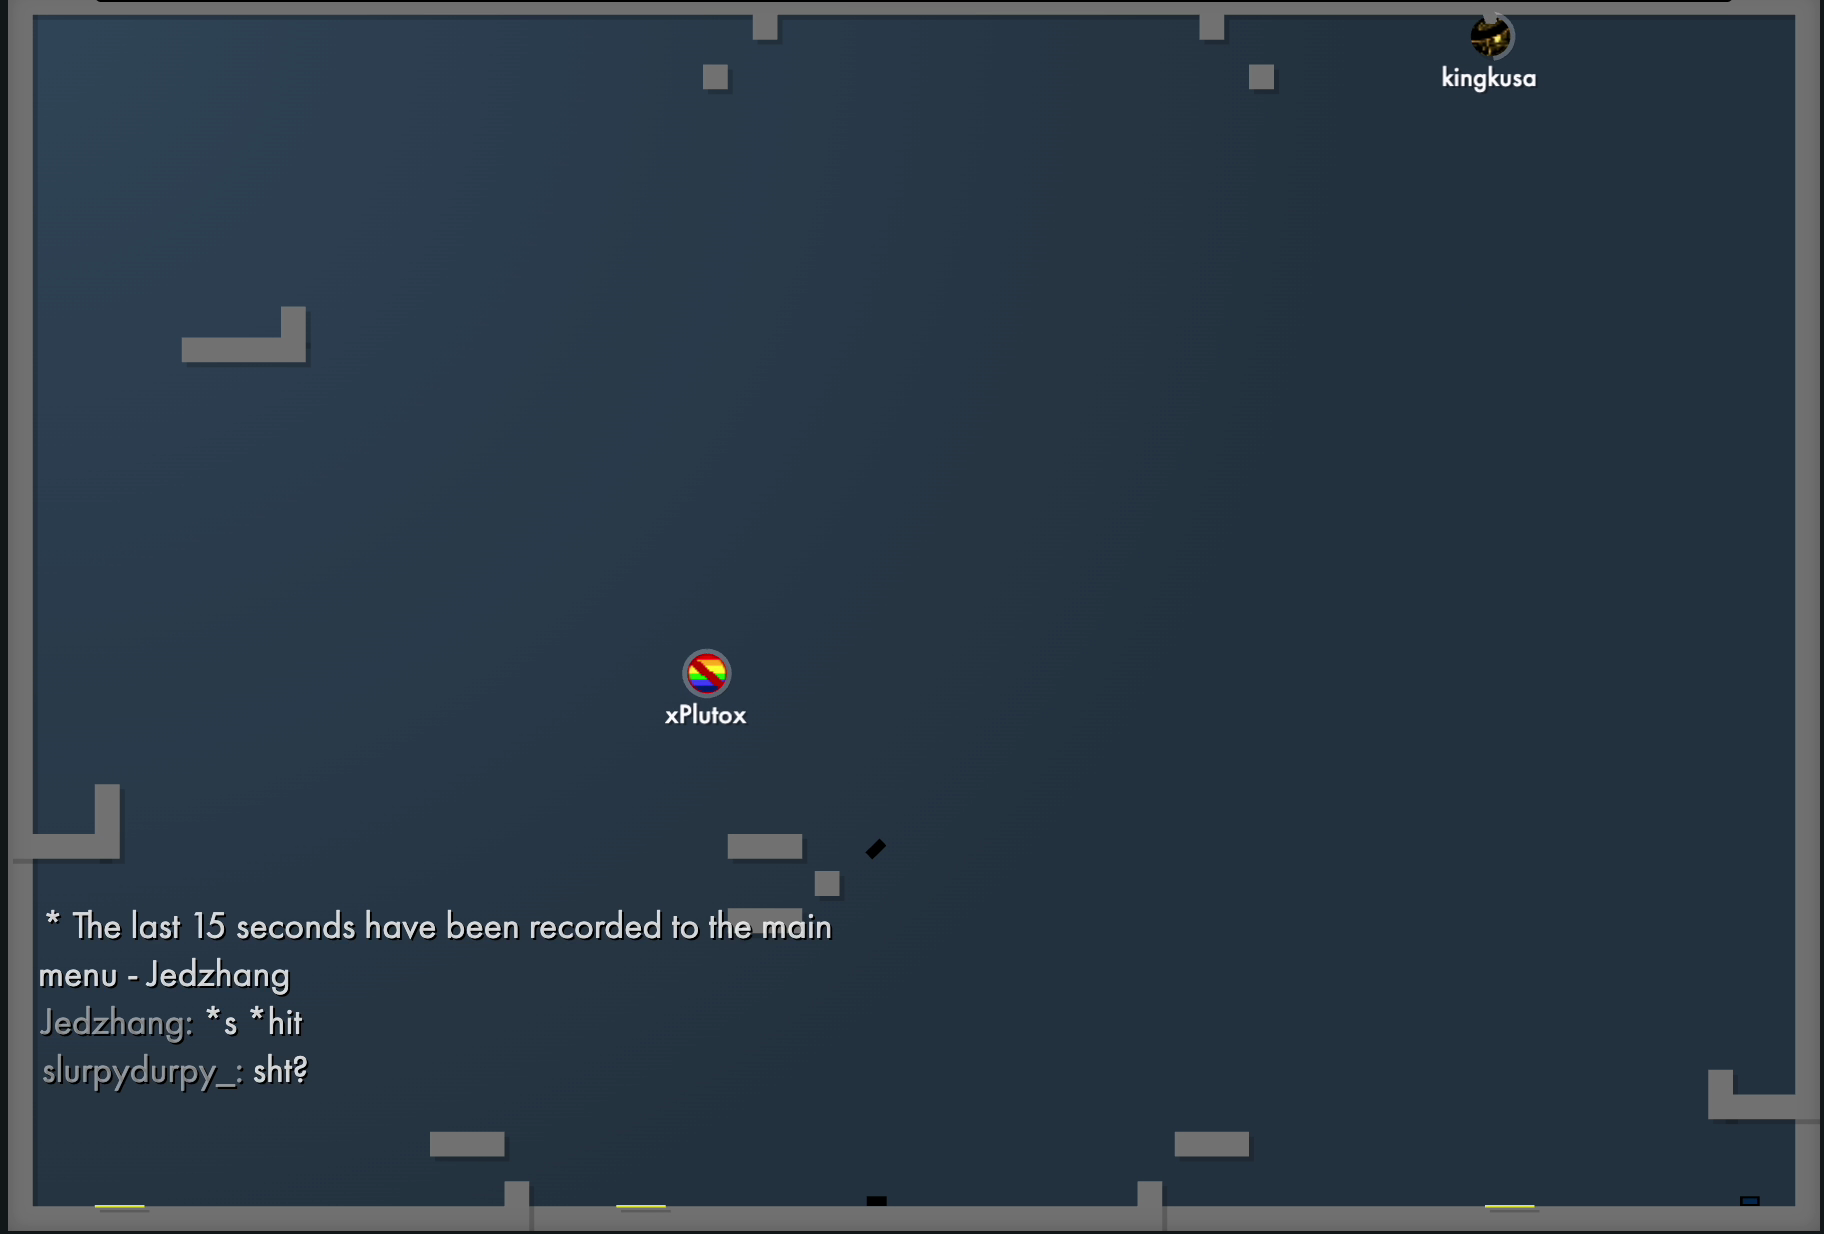 kingkusa
xPlutox
* The last 15 seconds have been recorded to the main
menu - Jedzhang
Jedzhang: *s *hit
slurpydurpy_: sht?